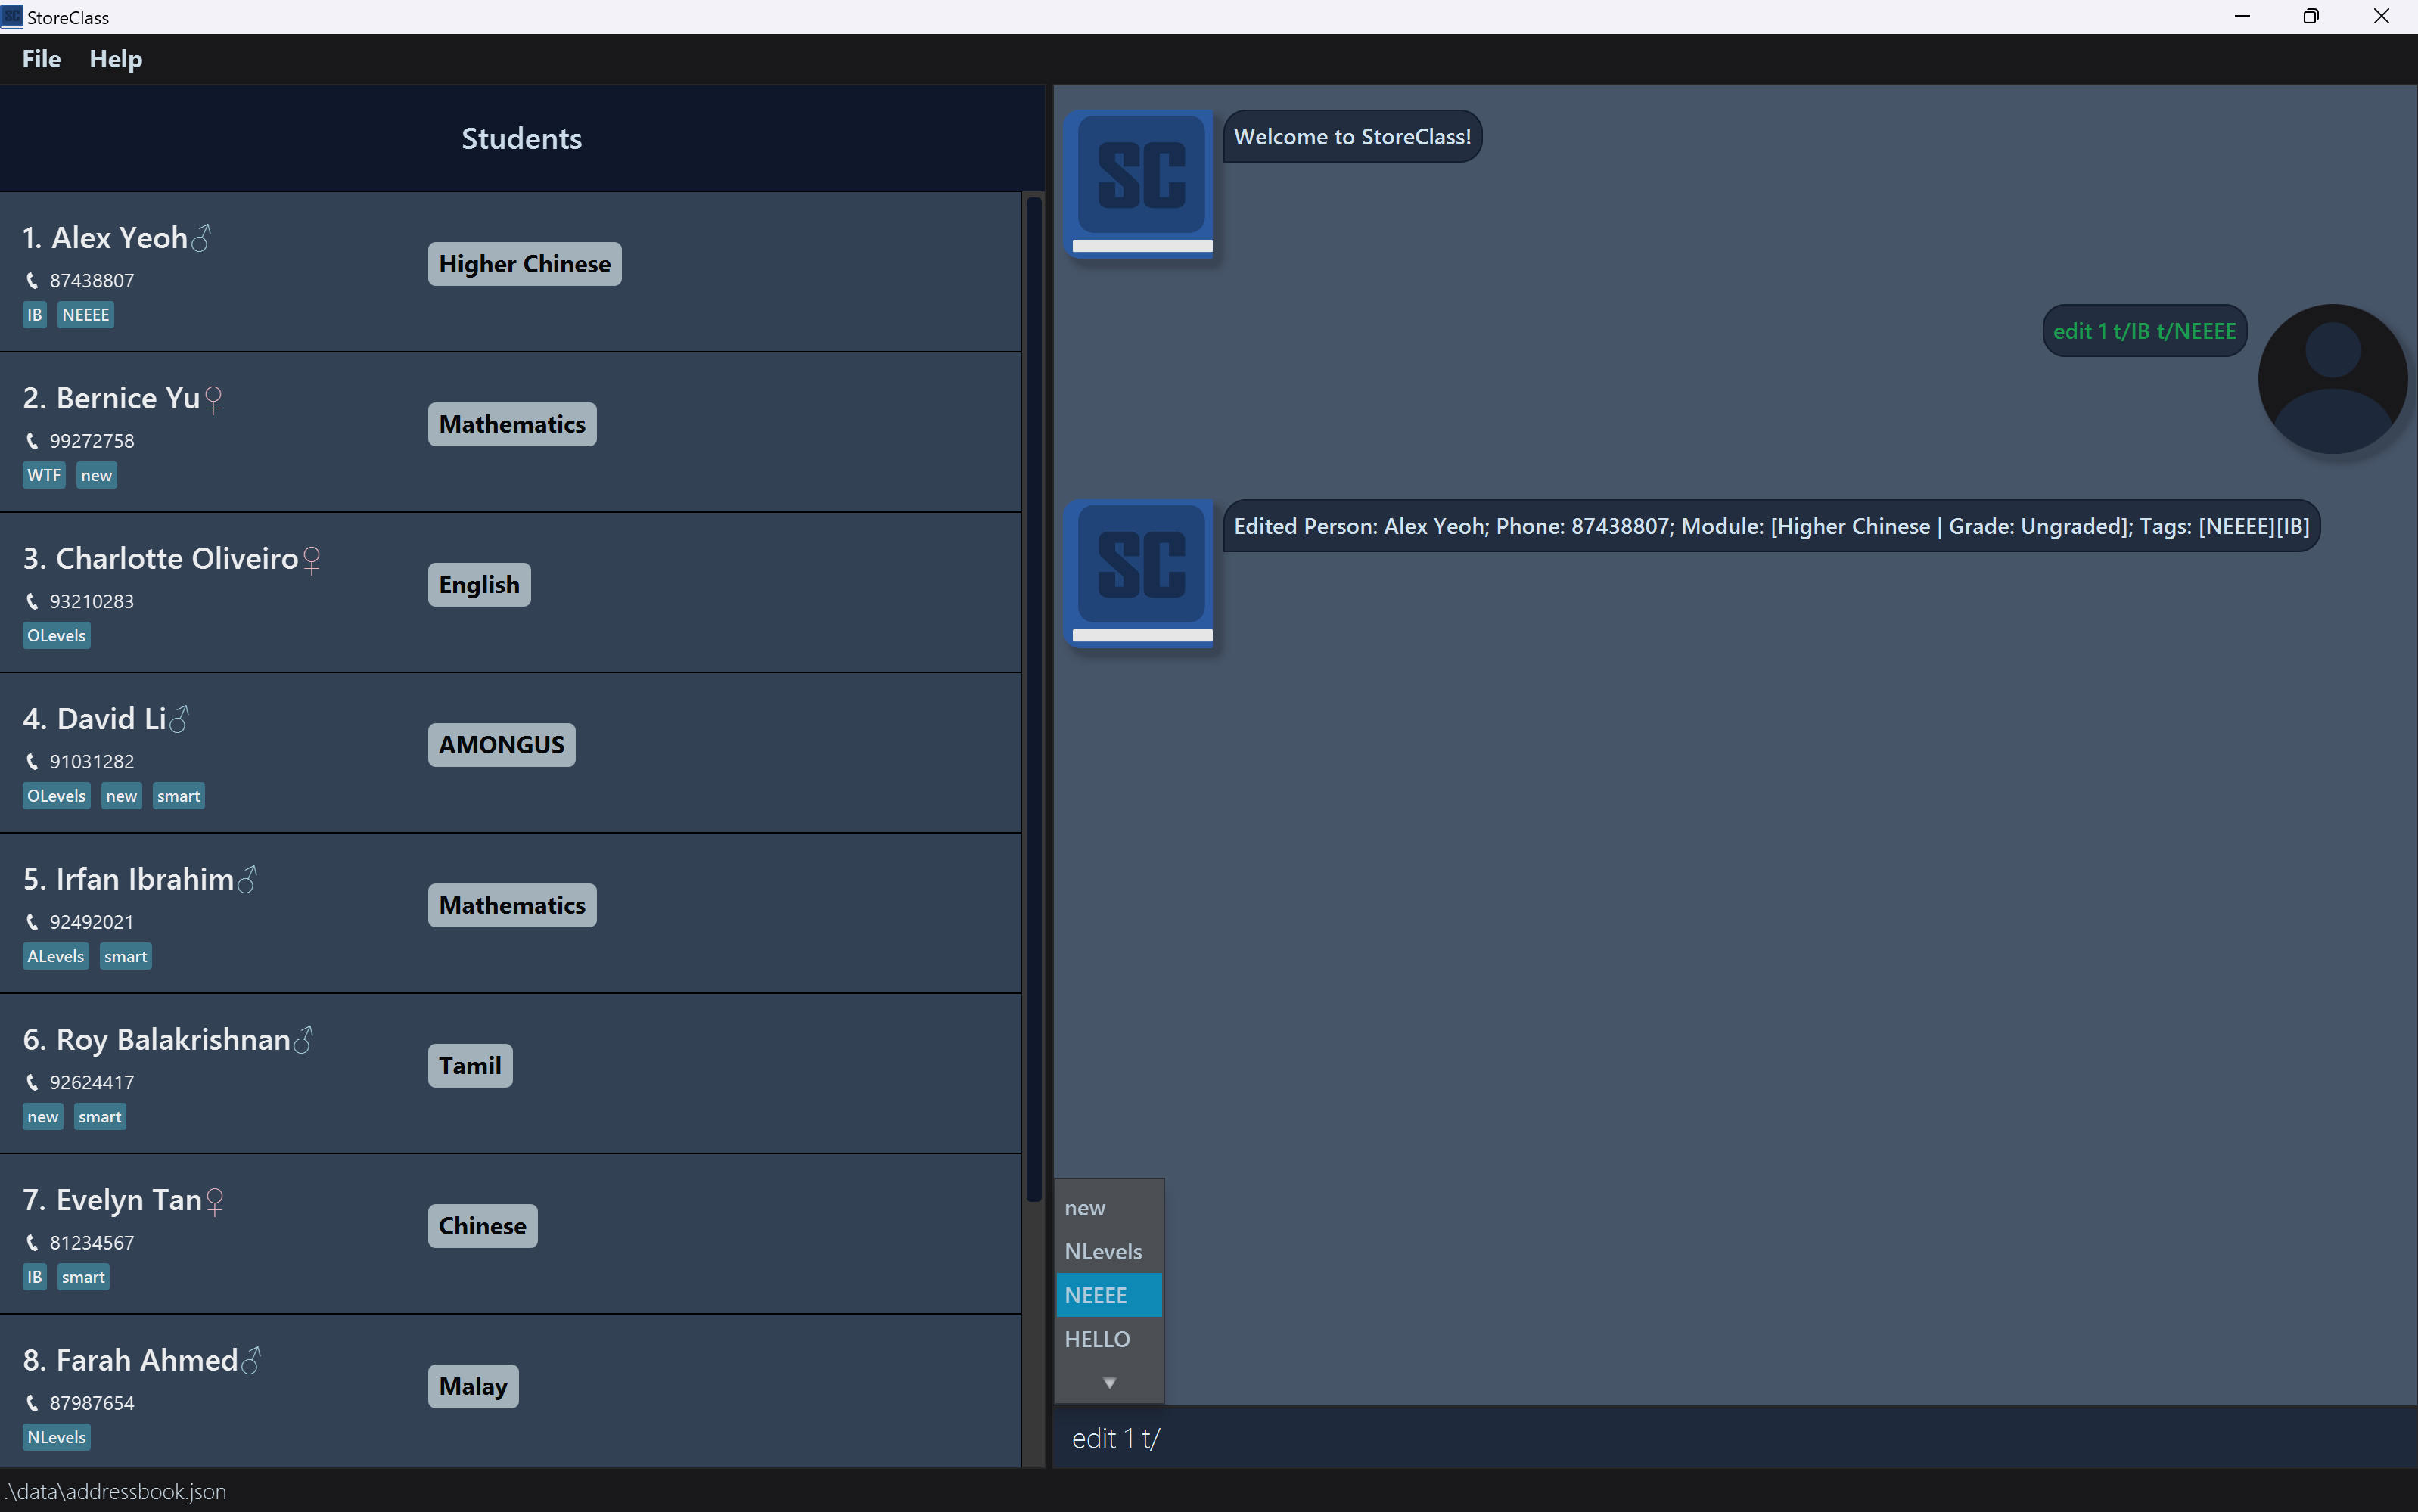 SC StoreClass
File Help
Students
1. Alex Yeoh♂
87438807
IB NEEEE
Higher Chinese
2. Bernice Yu♀
99272758
WTF new
Mathematics
3. Charlotte Oliveiro♀
93210283
OLevels
English
4. David Li♂
91031282
OLevels new smart
AMONGUS
5. Irfan Ibrahim♂
92492021
ALevels smart
Mathematics
6. Roy Balakrishnan♂
92624417
new smart
Tamil
7. Evelyn Tan♀
81234567
IB smart
Chinese
8. Farah Ahmed♂
87987654
NLevels
Malay
SC
Welcome to StoreClass!
edit 1 t/IB t/NEEEE
SC
Edited Person: Alex Yeoh; Phone: 87438807; Module: [Higher Chinese | Grade: Ungraded]; Tags: [NEEEE][IB]
new
NLevels
NEEEE
HELLO
edit 1 t/
.\data\addressbook.json